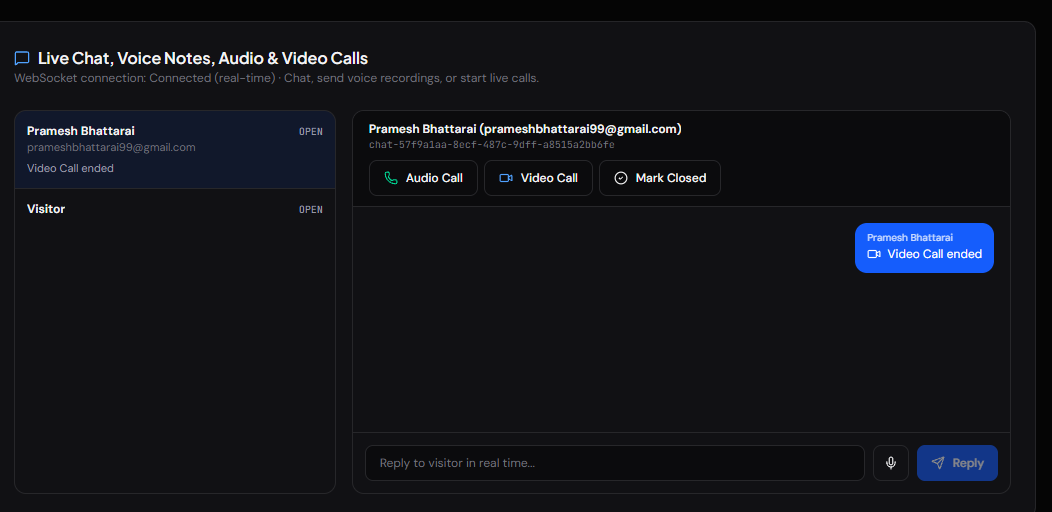 Live Chat, Voice Notes, Audio & Video Calls
WebSocket connection: Connected (real-time) · Chat, send voice recordings, or start live calls.
Pramesh Bhattarai OPEN
prameshbhattarai99@gmail.com
Video Call ended
Visitor OPEN
Pramesh Bhattarai (prameshbhattarai99@gmail.com)
chat-57f9a1aa-8ecf-487c-9dff-a8515a2bb6fe
Audio Call Video Call Mark Closed
Pramesh Bhattarai
Video Call ended
Reply to visitor in real time... Reply